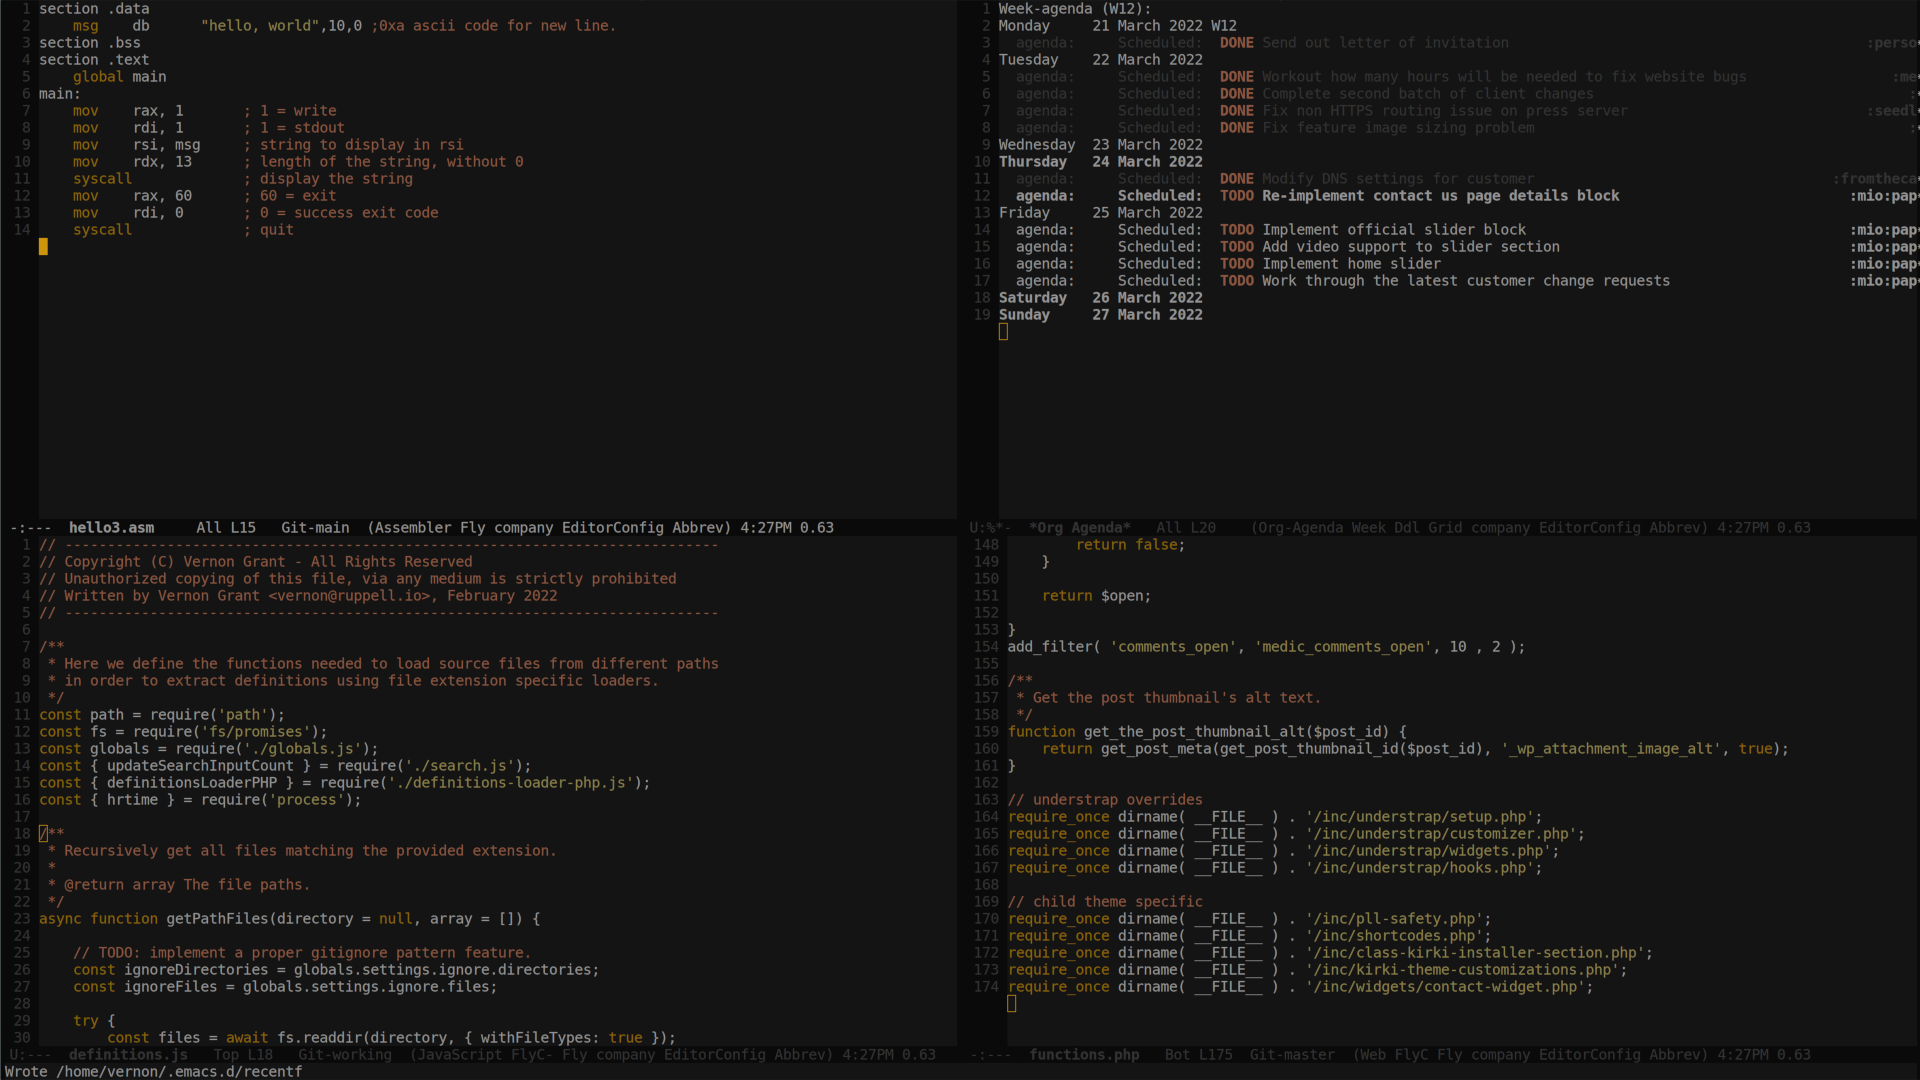 1 section .data
2     msg    db      "hello, world",10,0 ;0xa ascii code for new line.
3 section .bss
4 section .text
5     global main
6 main:
7     mov    rax, 1       ; 1 = write
8     mov    rdi, 1       ; 1 = stdout
9     mov    rsi, msg     ; string to display in rsi
10     mov    rdx, 13      ; length of the string, without 0
11     syscall             ; display the string
12     mov    rax, 60      ; 60 = exit
13     mov    rdi, 0       ; 0 = success exit code
14     syscall             ; quit
-:---  hello3.asm     All L15   Git-main  (Assembler Fly company EditorConfig Abbrev) 4:27PM 0.63
1 Week-agenda (W12):
2 Monday     21 March 2022 W12
3   agenda:     Scheduled:  DONE Send out letter of invitation :perso
4 Tuesday    22 March 2022
5   agenda:     Scheduled:  DONE Workout how many hours will be needed to fix website bugs :me
6   agenda:     Scheduled:  DONE Complete second batch of client changes :
7   agenda:     Scheduled:  DONE Fix non HTTPS routing issue on press server :seedl
8   agenda:     Scheduled:  DONE Fix feature image sizing problem :
9 Wednesday  23 March 2022
10 Thursday   24 March 2022
11   agenda:     Scheduled:  DONE Modify DNS settings for customer :fromtheca
12   agenda:     Scheduled:  TODO Re-implement contact us page details block :mio:pap
13 Friday     25 March 2022
14   agenda:     Scheduled:  TODO Implement official slider block :mio:pap
15   agenda:     Scheduled:  TODO Add video support to slider section :mio:pap
16   agenda:     Scheduled:  TODO Implement home slider :mio:pap
17   agenda:     Scheduled:  TODO Work through the latest customer change requests :mio:pap
18 Saturday   26 March 2022
19 Sunday     27 March 2022
U:%*-  *Org Agenda*   All L20    (Org-Agenda Week Ddl Grid company EditorConfig Abbrev) 4:27PM 0.63
1 // -----------------------------------------------------------------------------
2 // Copyright (C) Vernon Grant - All Rights Reserved
3 // Unauthorized copying of this file, via any medium is strictly prohibited
4 // Written by Vernon Grant <vernon@ruppell.io>, February 2022
5 // -----------------------------------------------------------------------------
6
7 /**
8  * Here we define the functions needed to load source files from different paths
9  * in order to extract definitions using file extension specific loaders.
10  */
11 const path = require('path');
12 const fs = require('fs/promises');
13 const globals = require('./globals.js');
14 const { updateSearchInputCount } = require('./search.js');
15 const { definitionsLoaderPHP } = require('./definitions-loader-php.js');
16 const { hrtime } = require('process');
17
18 /**
19  * Recursively get all files matching the provided extension.
20  *
21  * @return array The file paths.
22  */
23 async function getPathFiles(directory = null, array = []) {
24
25     // TODO: implement a proper gitignore pattern feature.
26     const ignoreDirectories = globals.settings.ignore.directories;
27     const ignoreFiles = globals.settings.ignore.files;
28
29     try {
30         const files = await fs.readdir(directory, { withFileTypes: true });
U:---  definitions.js   Top L18   Git-working  (JavaScript FlyC- Fly company EditorConfig Abbrev) 4:27PM 0.63
148         return false;
149     }
150
151     return $open;
152
153 }
154 add_filter( 'comments_open', 'medic_comments_open', 10 , 2 );
155
156 /**
157  * Get the post thumbnail's alt text.
158  */
159 function get_the_post_thumbnail_alt($post_id) {
160     return get_post_meta(get_post_thumbnail_id($post_id), '_wp_attachment_image_alt', true);
161 }
162
163 // understrap overrides
164 require_once dirname( __FILE__ ) . '/inc/understrap/setup.php';
165 require_once dirname( __FILE__ ) . '/inc/understrap/customizer.php';
166 require_once dirname( __FILE__ ) . '/inc/understrap/widgets.php';
167 require_once dirname( __FILE__ ) . '/inc/understrap/hooks.php';
168
169 // child theme specific
170 require_once dirname( __FILE__ ) . '/inc/pll-safety.php';
171 require_once dirname( __FILE__ ) . '/inc/shortcodes.php';
172 require_once dirname( __FILE__ ) . '/inc/class-kirki-installer-section.php';
173 require_once dirname( __FILE__ ) . '/inc/kirki-theme-customizations.php';
174 require_once dirname( __FILE__ ) . '/inc/widgets/contact-widget.php';
-:---  functions.php   Bot L175  Git-master  (Web FlyC Fly company EditorConfig Abbrev) 4:27PM 0.63
Wrote /home/vernon/.emacs.d/recentf